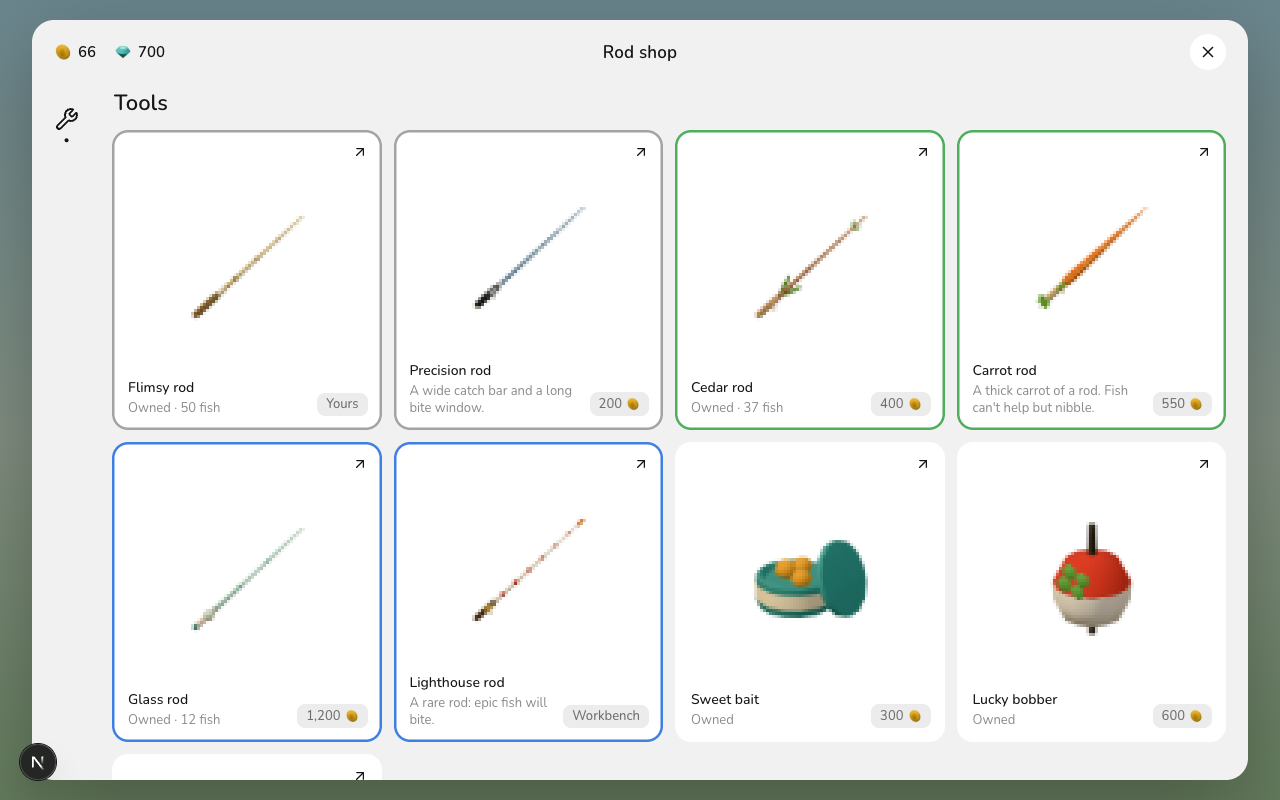 66
700
Rod shop
Tools
Flimsy rod
Owned · 50 fish
Yours
Precision rod
A wide catch bar and a long
bite window.
200
Cedar rod
Owned · 37 fish
400
Carrot rod
A thick carrot of a rod. Fish
can't help but nibble.
550
Glass rod
Owned · 12 fish
1,200
Lighthouse rod
A rare rod: epic fish will
bite.
Workbench
Sweet bait
Owned
300
Lucky bobber
Owned
600
N